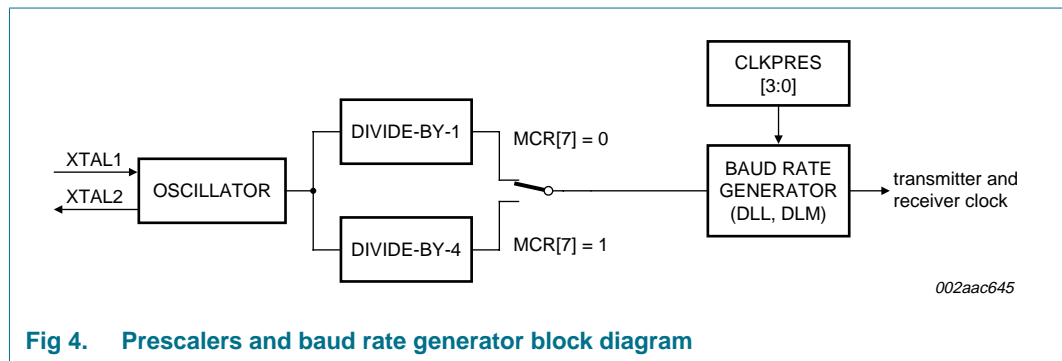 CLKPRES
[3:0]
DIVIDE-BY-1
MCR[7] = 0
XTAL1
XTAL2
OSCILLATOR
BAUD RATE
GENERATOR
(DLL, DLM)
transmitter and
receiver clock
DIVIDE-BY-4
MCR[7] = 1
002aac645
Fig 4. Prescalers and baud rate generator block diagram